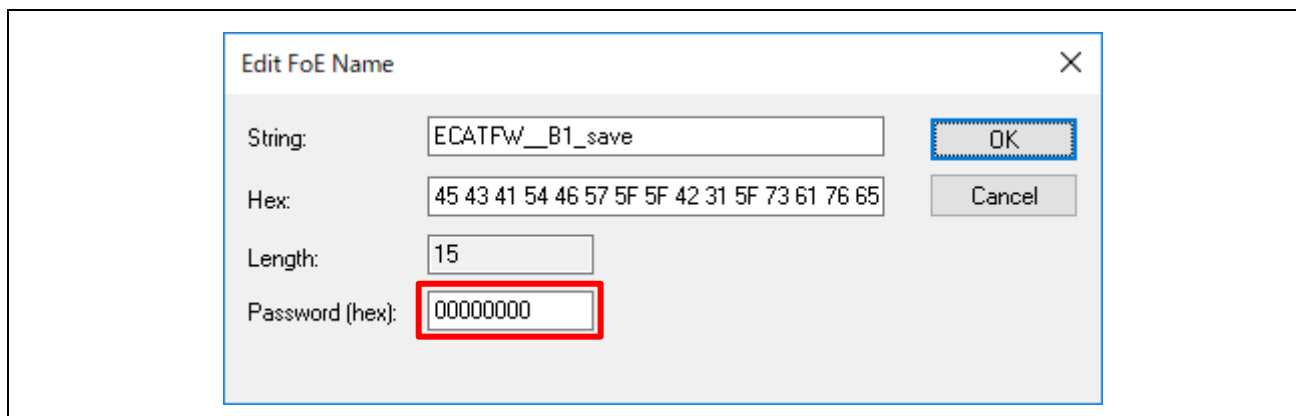 Edit FoE Name
String: ECATFW__B1_save OK
Hex: 45 43 41 54 46 57 5F 5F 42 31 5F 73 61 76 65 Cancel
Length: 15
Password (hex): 00000000